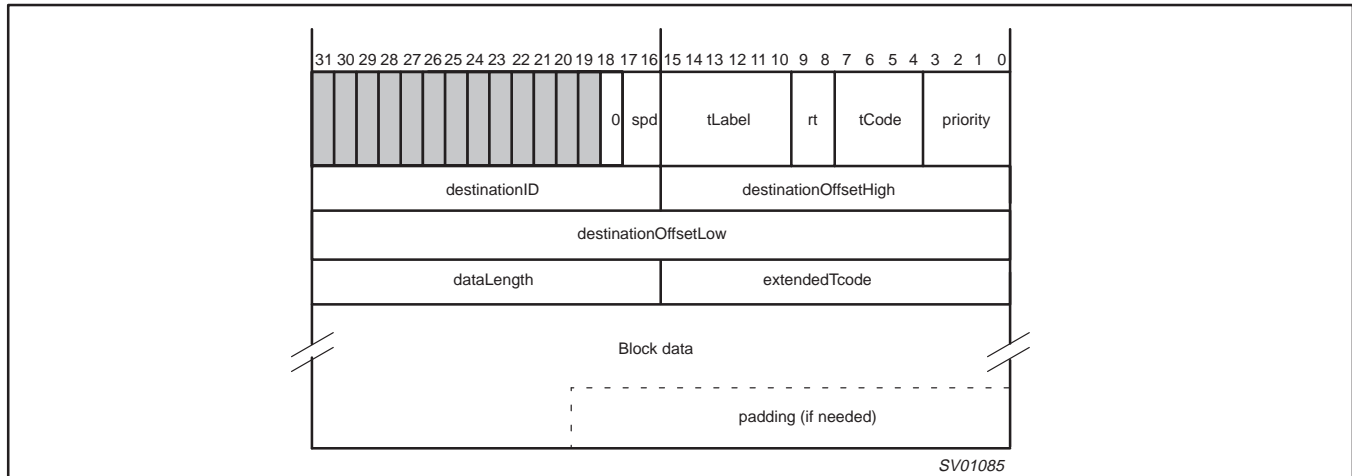 31 30 29 28 27 26 25 24 23 22 21 20 19 18 17 16 15 14 13 12 11 10 9 8 7 6 5 4 3 2 1 0
0 spd tLabel rt tCode priority
destinationID destinationOffsetHigh
destinationOffsetLow
dataLength extendedTcode
Block data
padding (if needed)
SV01085